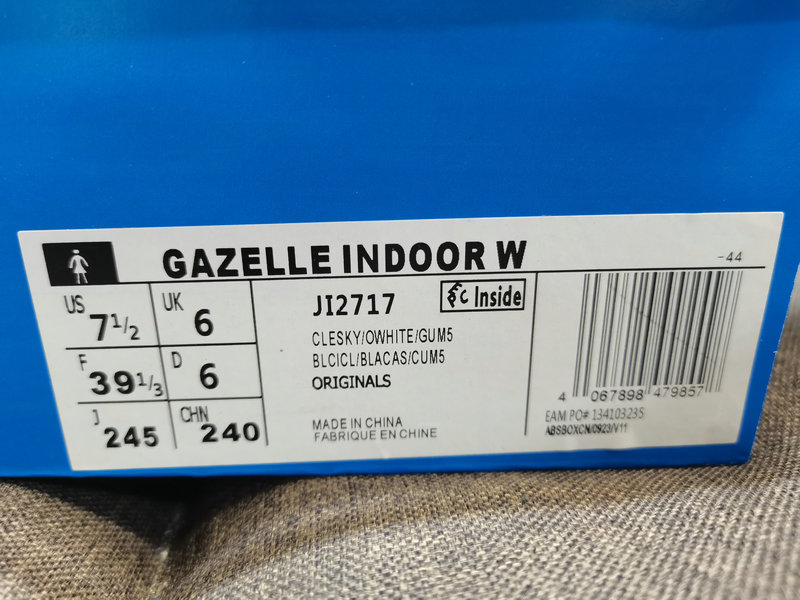 GAZELLE INDOOR W
-44
US 7 1/2
UK 6
F 39 1/3
D 6
J 245
CHN 240
JI2717
Inside
CLESKY/OWHITE/GUM5
BLCICL/BLACAS/CUM5
ORIGINALS
MADE IN CHINA
FABRIQUE EN CHINE
4 067898 479857
EAM PO# 134103235
ABSBOXCN/0923/V11